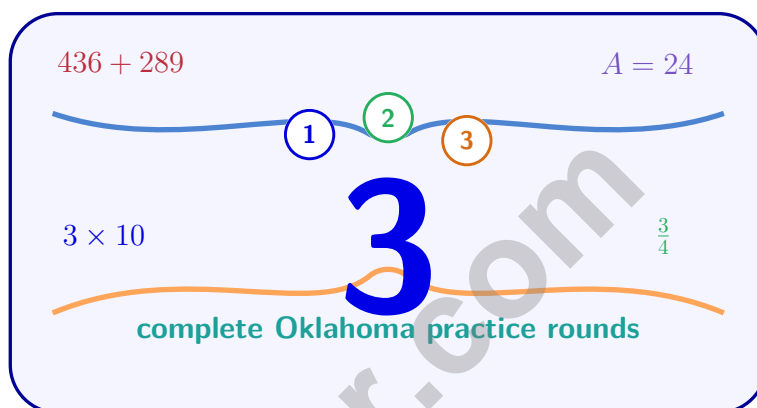 436 + 289
A = 24
1
2
3
3
3 × 10
3/4
complete Oklahoma practice rounds
r.com